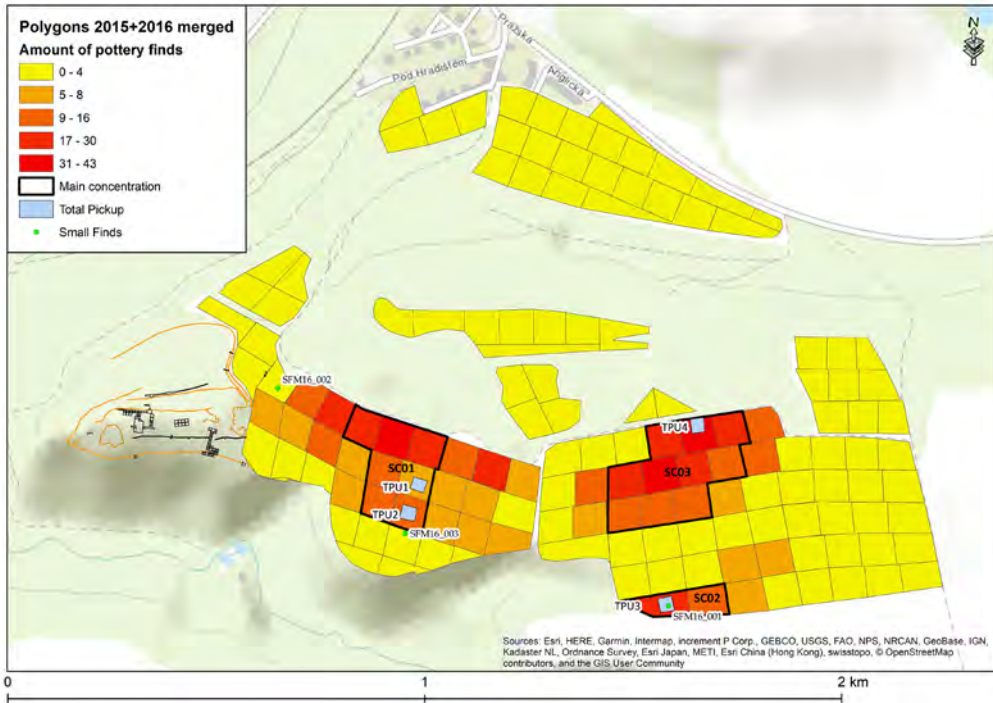 Polygons 2015+2016 merged
Amount of pottery finds
0 - 4
5 - 8
9 - 16
17 - 30
31 - 43
Main concentration
Total Pickup
Small Finds
Pražská
Pod Hradištěm
Anglická
N
SFM16_002
TPU4
SC01
SC03
TPU1
TPU2
SFM16_003
SC02
TPU3
SFM16_001
Sources: Esri, HERE, Garmin, Intermap, increment P Corp., GEBCO, USGS, FAO, NPS, NRCAN, GeoBase, IGN,
Kadaster NL, Ordnance Survey, Esri Japan, METI, Esri China (Hong Kong), swisstopo, © OpenStreetMap
contributors, and the GIS User Community
0
1
2 km